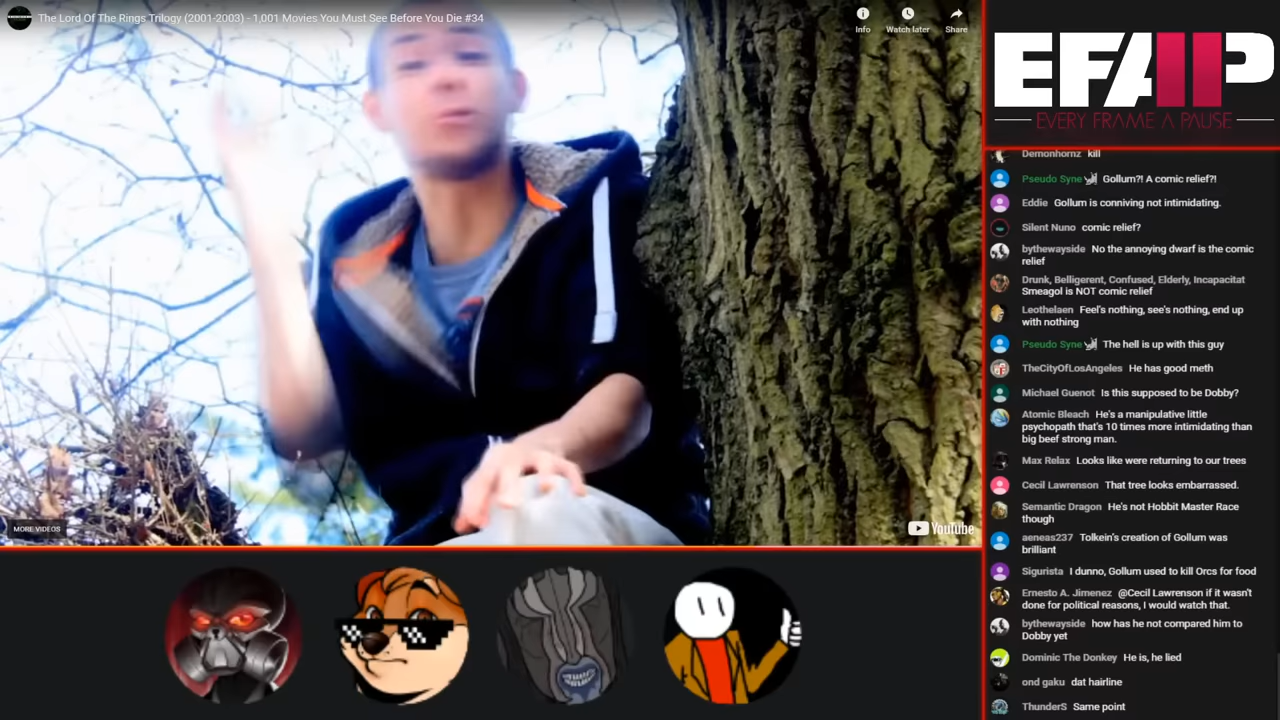 The Lord Of The Rings Trilogy (2001-2003) - 1,001 Movies You Must See Before You Die #34
Info
Watch later
Share
MORE VIDEOS
YouTube
EFAP
EVERY FRAME A PAUSE
Demonhornz kill
Pseudo Syne Gollum?! A comic relief?!
Eddie Gollum is conniving not intimidating.
Silent Nuno comic relief?
bythewayside No the annoying dwarf is the comic
relief
Drunk, Belligerent, Confused, Elderly, Incapacitat
Smeagol is NOT comic relief
Leothelaen Feel's nothing, see's nothing, end up
with nothing
Pseudo Syne The hell is up with this guy
TheCityOfLosAngeles He has good meth
Michael Guenot Is this supposed to be Dobby?
Atomic Bleach He's a manipulative little
psychopath that's 10 times more intimidating than
big beef strong man.
Max Relax Looks like were returning to our trees
Cecil Lawrenson That tree looks embarrassed.
Semantic Dragon He's not Hobbit Master Race
though
aeneas237 Tolkein's creation of Gollum was
brilliant
Sigurista I dunno, Gollum used to kill Orcs for food
Ernesto A. Jimenez @Cecil Lawrenson if it wasn't
done for political reasons, I would watch that.
bythewayside how has he not compared him to
Dobby yet
Dominic The Donkey He is, he lied
ond gaku dat hairline
ThunderS Same point